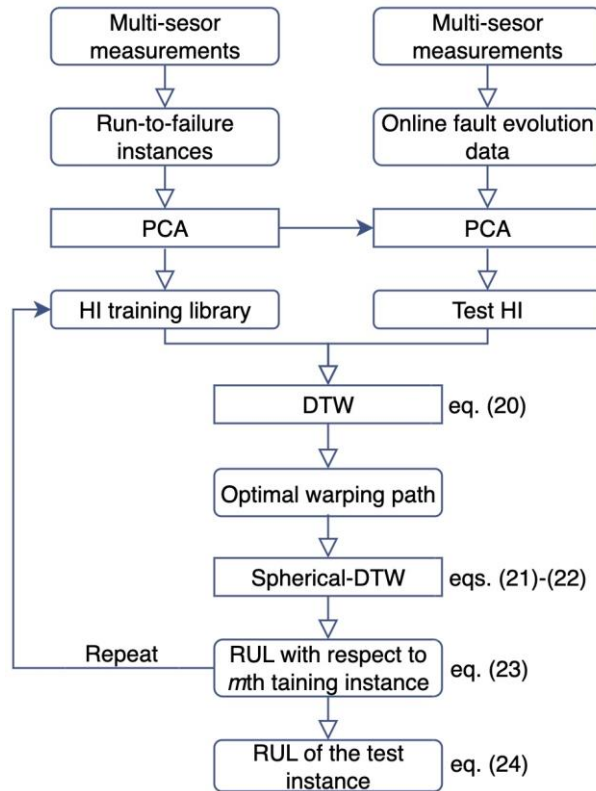 Multi-sesor
measurements
Multi-sesor
measurements
Run-to-failure
instances
Online fault evolution
data
PCA
PCA
HI training library
Test HI
DTW
eq. (20)
Optimal warping path
Spherical-DTW
eqs. (21)-(22)
Repeat
RUL with respect to
mth taining instance
eq. (23)
RUL of the test
instance
eq. (24)